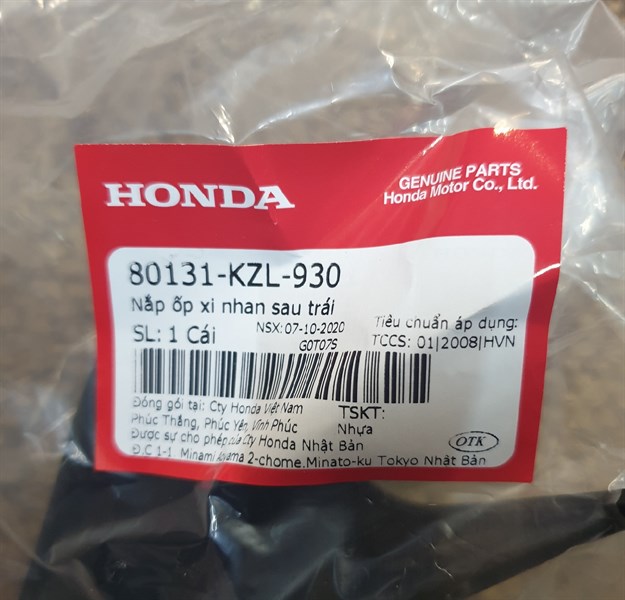 HONDA
GENUINE PARTS
Honda Motor Co., Ltd.
80131-KZL-930
Nắp ốp xi nhan sau trái
SL: 1 Cái
NSX: 07-10-2020
G0T07S
Tiêu chuẩn áp dụng:
TCCS: 01|2008|HVN
Đóng gói tại: Cty Honda Việt Nam
Phúc Thắng, Phúc Yên, Vĩnh Phúc
TSKT:
Nhựa
Được sự cho phép của Cty Honda Nhật Bản
OTK
Đ.C 1-1 Minami Aoyama 2-chome.Minato-ku Tokyo Nhật Bản